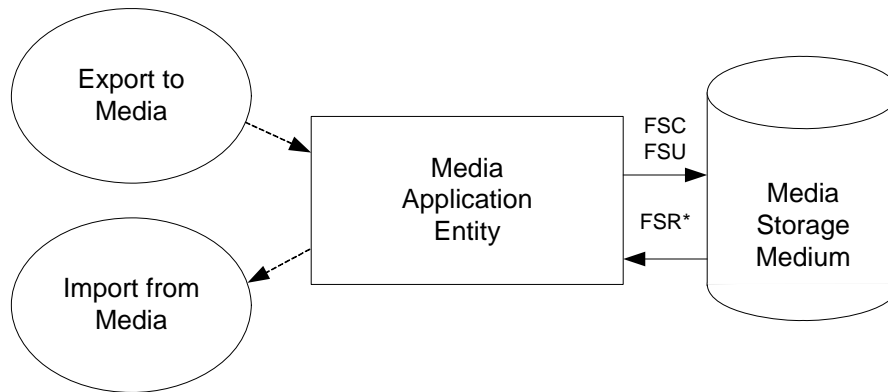 Export to
Media
Media
Application
Entity
FSC
FSU
FSR*
Media
Storage
Medium
Import from
Media